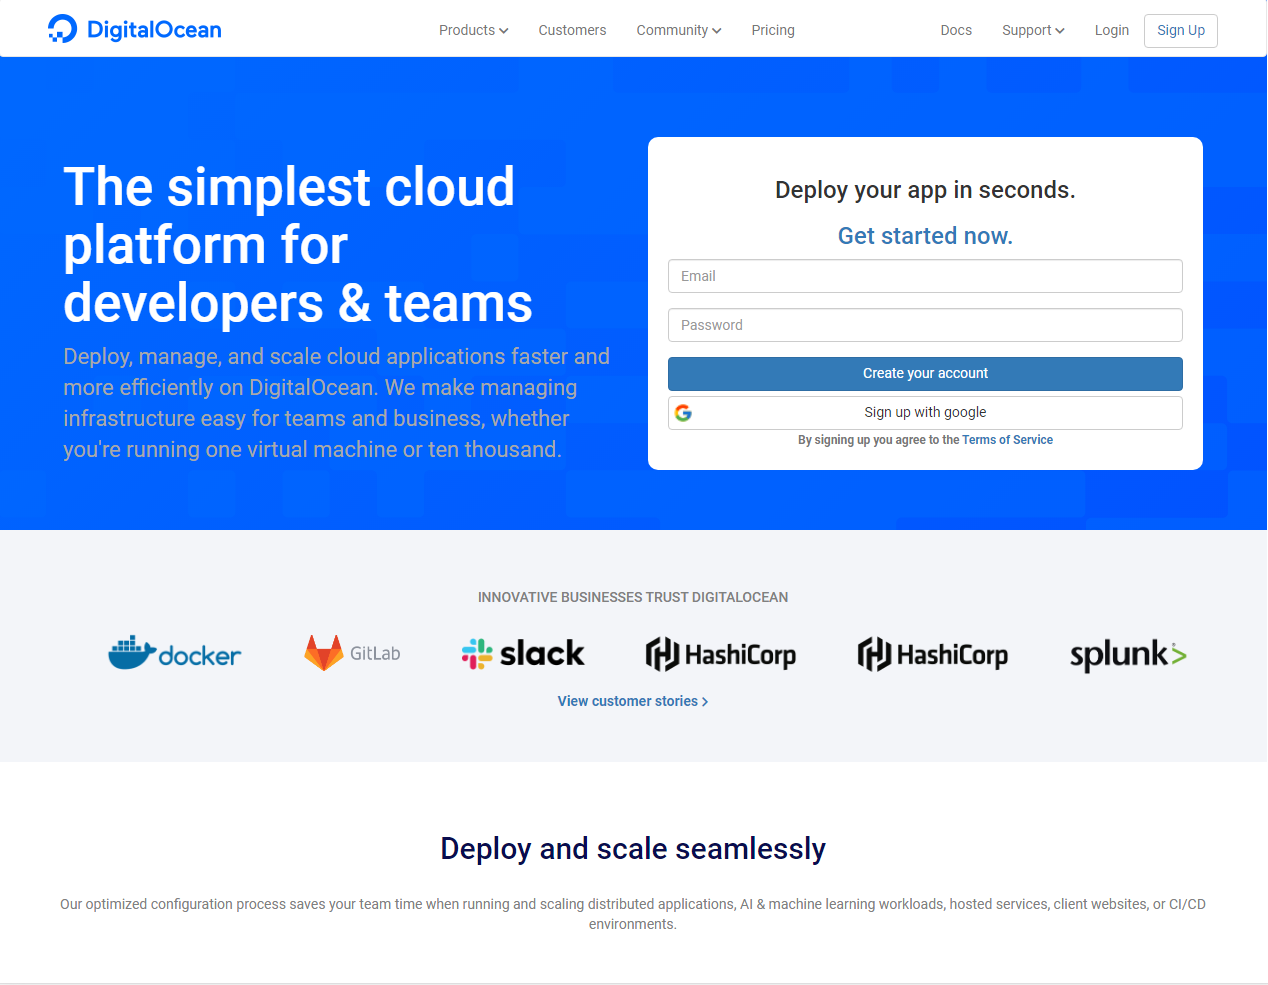 DigitalOcean
Products
Customers
Community
Pricing
Docs
Support
Login
Sign Up
The simplest cloud
platform for
developers & teams
Deploy, manage, and scale cloud applications faster and
more efficiently on DigitalOcean. We make managing
infrastructure easy for teams and business, whether
you're running one virtual machine or ten thousand.
Deploy your app in seconds.
Get started now.
Email
Password
Create your account
Sign up with google
By signing up you agree to the Terms of Service
INNOVATIVE BUSINESSES TRUST DIGITALOCEAN
docker
GitLab
slack
HashiCorp
HashiCorp
splunk>
View customer stories
Deploy and scale seamlessly
Our optimized configuration process saves your team time when running and scaling distributed applications, AI & machine learning workloads, hosted services, client websites, or CI/CD
environments.